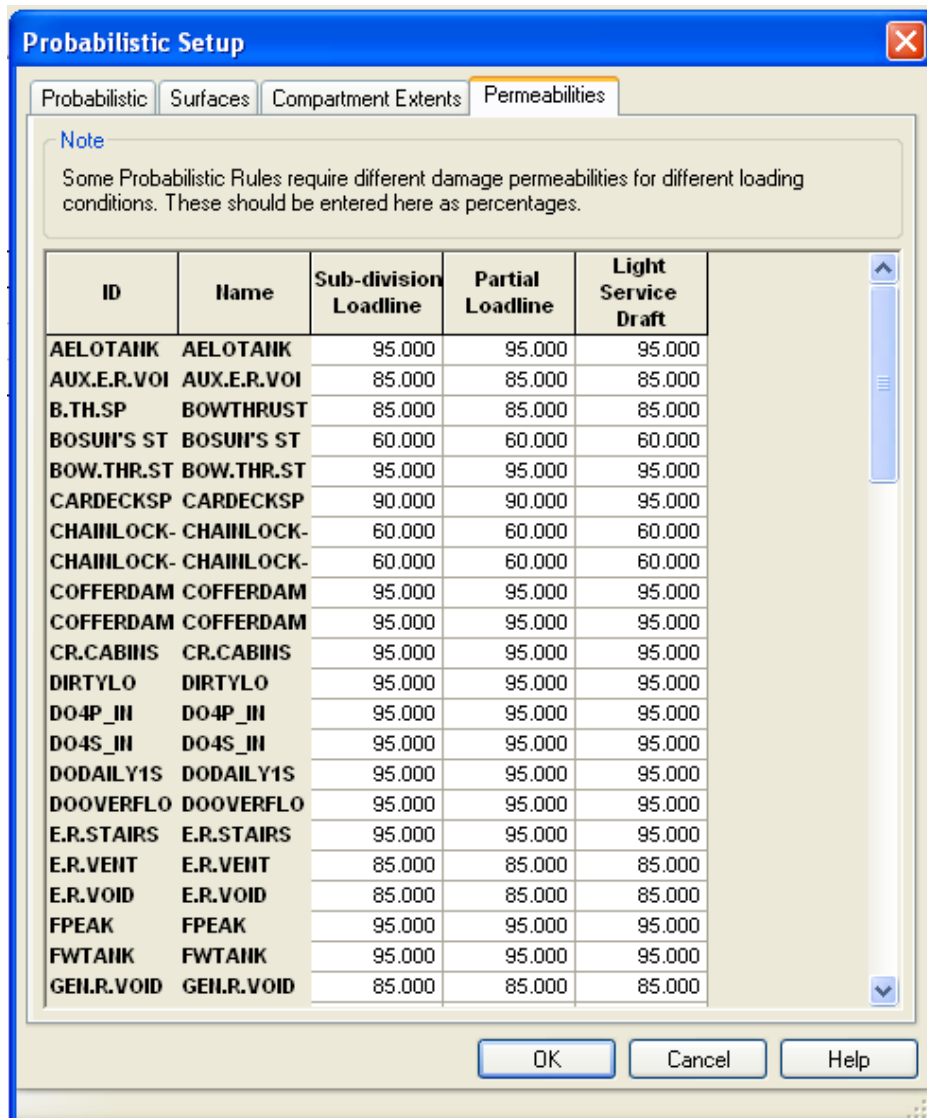 Probabilistic Setup
Probabilistic Surfaces Compartment Extents Permeabilities
Note
Some Probabilistic Rules require different damage permeabilities for different loading
conditions. These should be entered here as percentages.
ID Name Sub-division Loadline Partial Loadline Light Service Draft
AELOTANK AELOTANK 95.000 95.000 95.000
AUX.E.R.VOI AUX.E.R.VOI 85.000 85.000 85.000
B.TH.SP BOWTHRUST 85.000 85.000 85.000
BOSUN'S ST BOSUN'S ST 60.000 60.000 60.000
BOW.THR.ST BOW.THR.ST 95.000 95.000 95.000
CARDECKSP CARDECKSP 90.000 90.000 95.000
CHAINLOCK- CHAINLOCK- 60.000 60.000 60.000
CHAINLOCK- CHAINLOCK- 60.000 60.000 60.000
COFFERDAM COFFERDAM 95.000 95.000 95.000
COFFERDAM COFFERDAM 95.000 95.000 95.000
CR.CABINS CR.CABINS 95.000 95.000 95.000
DIRTYLO DIRTYLO 95.000 95.000 95.000
DO4P_IN DO4P_IN 95.000 95.000 95.000
DO4S_IN DO4S_IN 95.000 95.000 95.000
DODAILY1S DODAILY1S 95.000 95.000 95.000
DOOVERFLO DOOVERFLO 95.000 95.000 95.000
E.R.STAIRS E.R.STAIRS 95.000 95.000 95.000
E.R.VENT E.R.VENT 85.000 85.000 85.000
E.R.VOID E.R.VOID 85.000 85.000 85.000
FPEAK FPEAK 95.000 95.000 95.000
FWTANK FWTANK 95.000 95.000 95.000
GEN.R.VOID GEN.R.VOID 85.000 85.000 85.000
OK Cancel Help